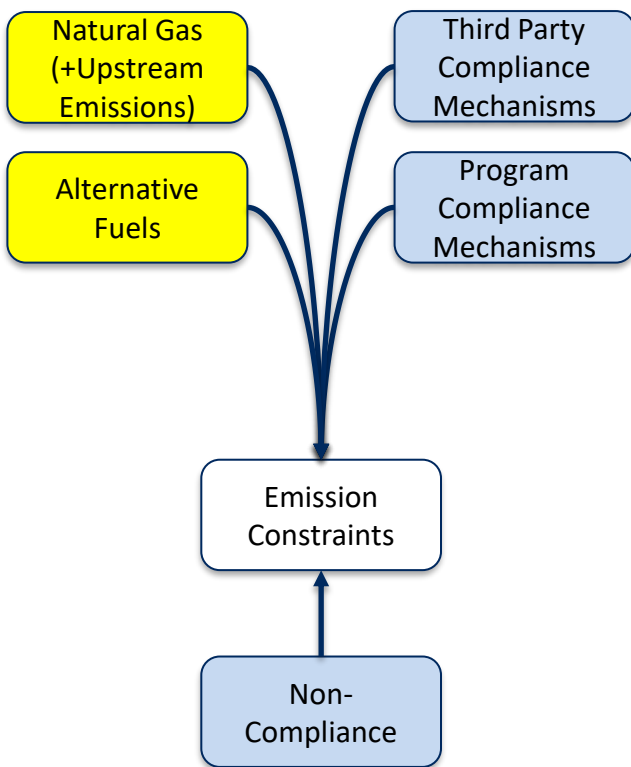 Natural Gas
(+Upstream
Emissions)
Third Party
Compliance
Mechanisms
Alternative
Fuels
Program
Compliance
Mechanisms
Emission
Constraints
Non-
Compliance